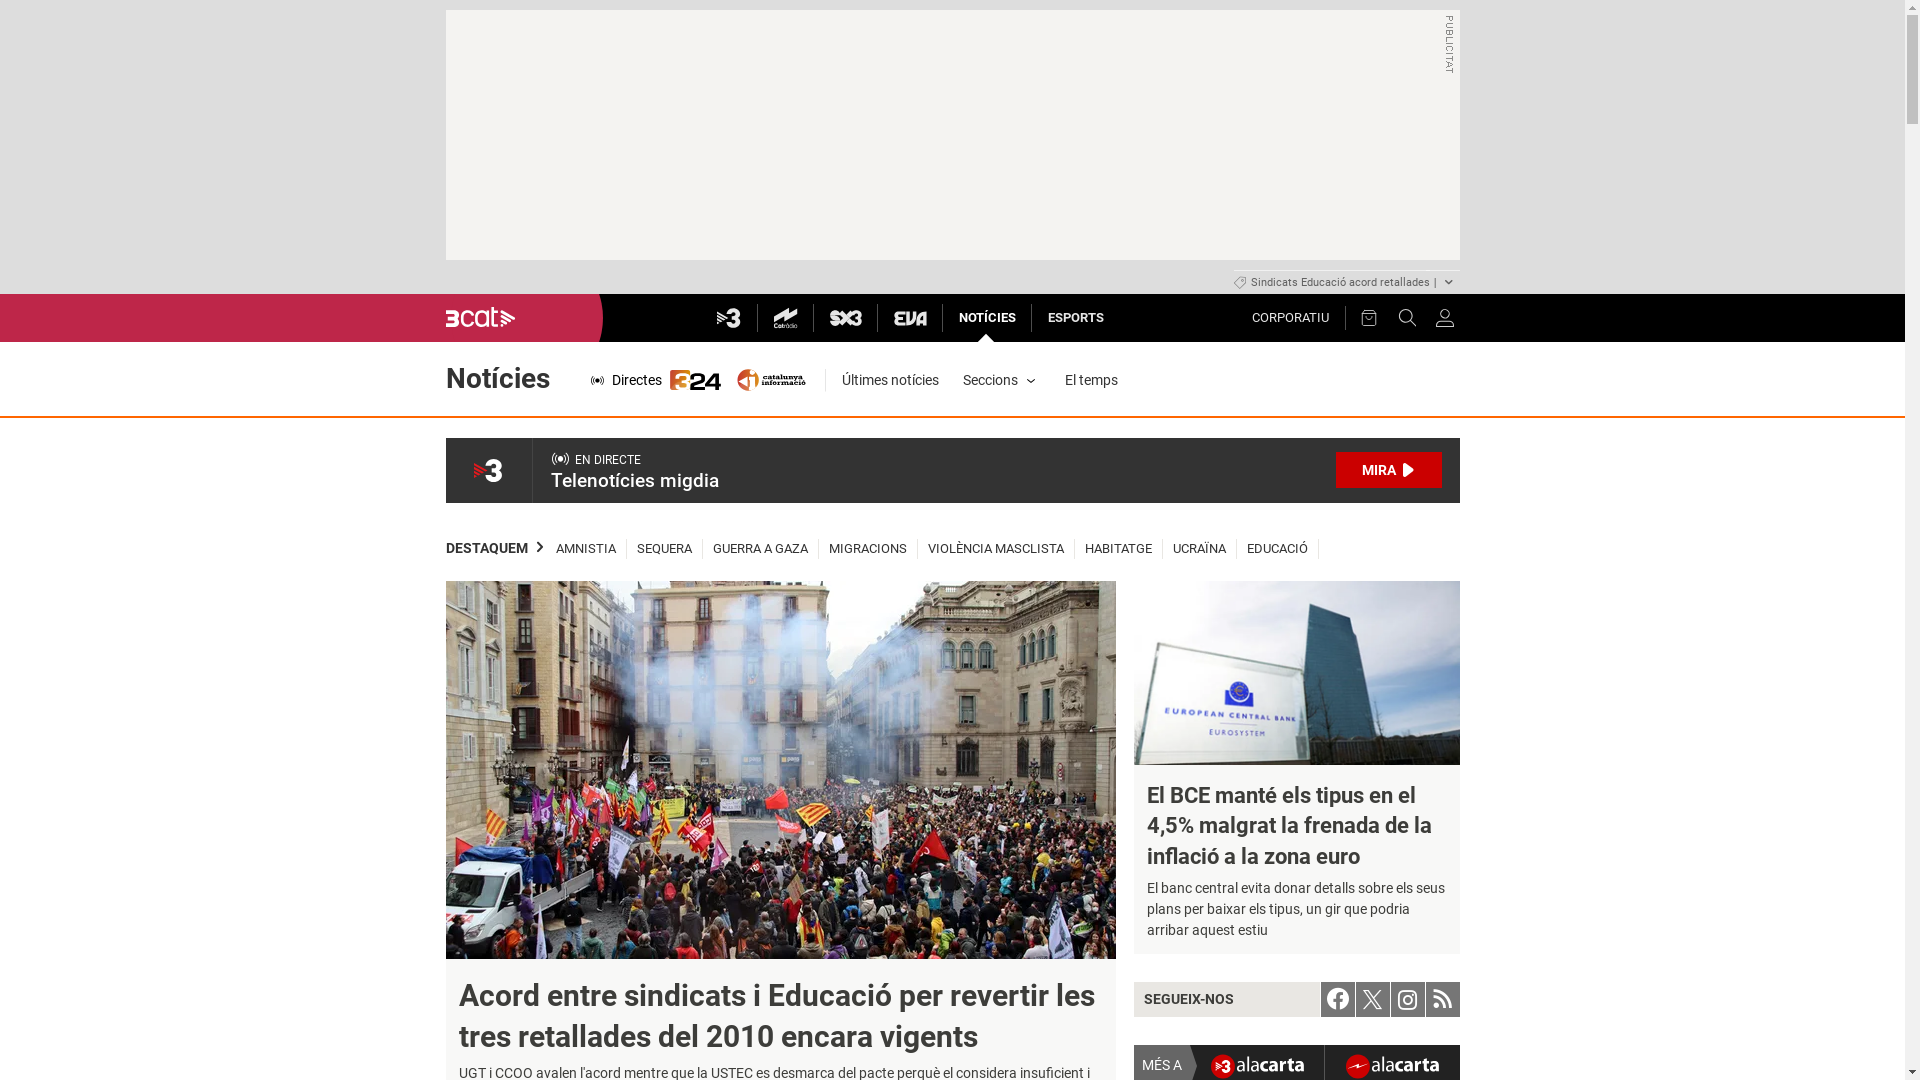 PUBLICITAT
Sindicats Educació acord retallades |
3cat
3
Catràdio
SX3
EVA
NOTÍCIES
ESPORTS
CORPORATIU
Notícies
Directes
324
catalunya
informació
Últimes notícies
Seccions
El temps
3
EN DIRECTE
Telenotícies migdia
MIRA
DESTAQUEM
AMNISTIA
SEQUERA
GUERRA A GAZA
MIGRACIONS
VIOLÈNCIA MASCLISTA
HABITATGE
UCRAÏNA
EDUCACIÓ
EUROPEAN CENTRAL BANK
EUROSYSTEM
Acord entre sindicats i Educació per revertir les
tres retallades del 2010 encara vigents
UGT i CCOO avalen l'acord mentre que la USTEC es desmarca del pacte perquè el considera insuficient i
El BCE manté els tipus en el
4,5% malgrat la frenada de la
inflació a la zona euro
El banc central evita donar detalls sobre els seus
plans per baixar els tipus, un gir que podria
arribar aquest estiu
SEGUEIX-NOS
MÉS A
3 alacarta
alacarta